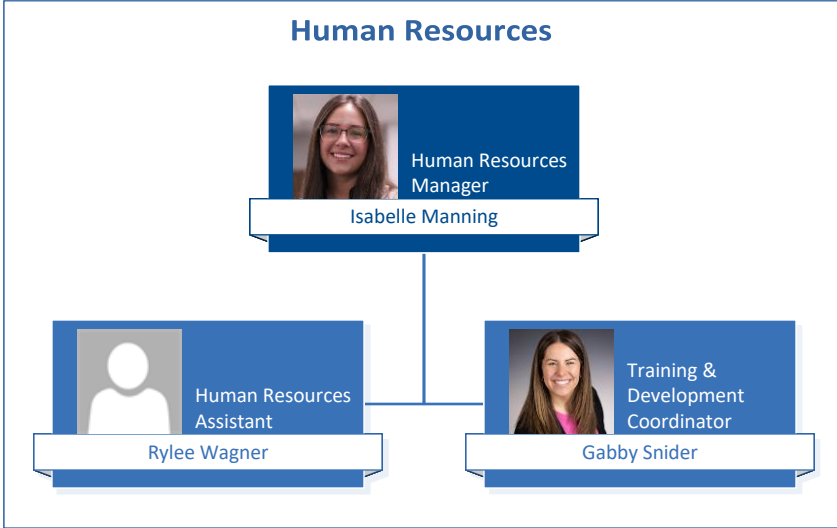 Human Resources
Human Resources
Manager
Isabelle Manning
Human Resources
Assistant
Rylee Wagner
Training &
Development
Coordinator
Gabby Snider